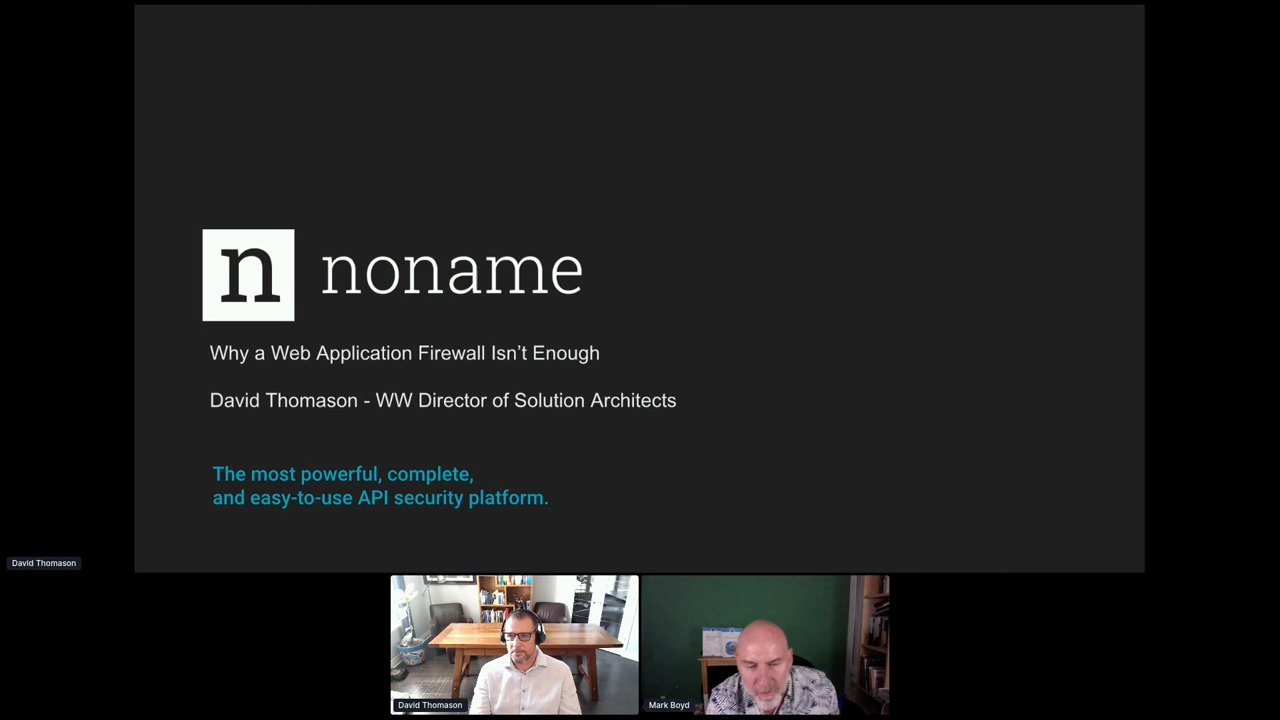 n noname
Why a Web Application Firewall Isn’t Enough
David Thomason - WW Director of Solution Architects
The most powerful, complete,
and easy-to-use API security platform.
David Thomason
David Thomason
Mark Boyd